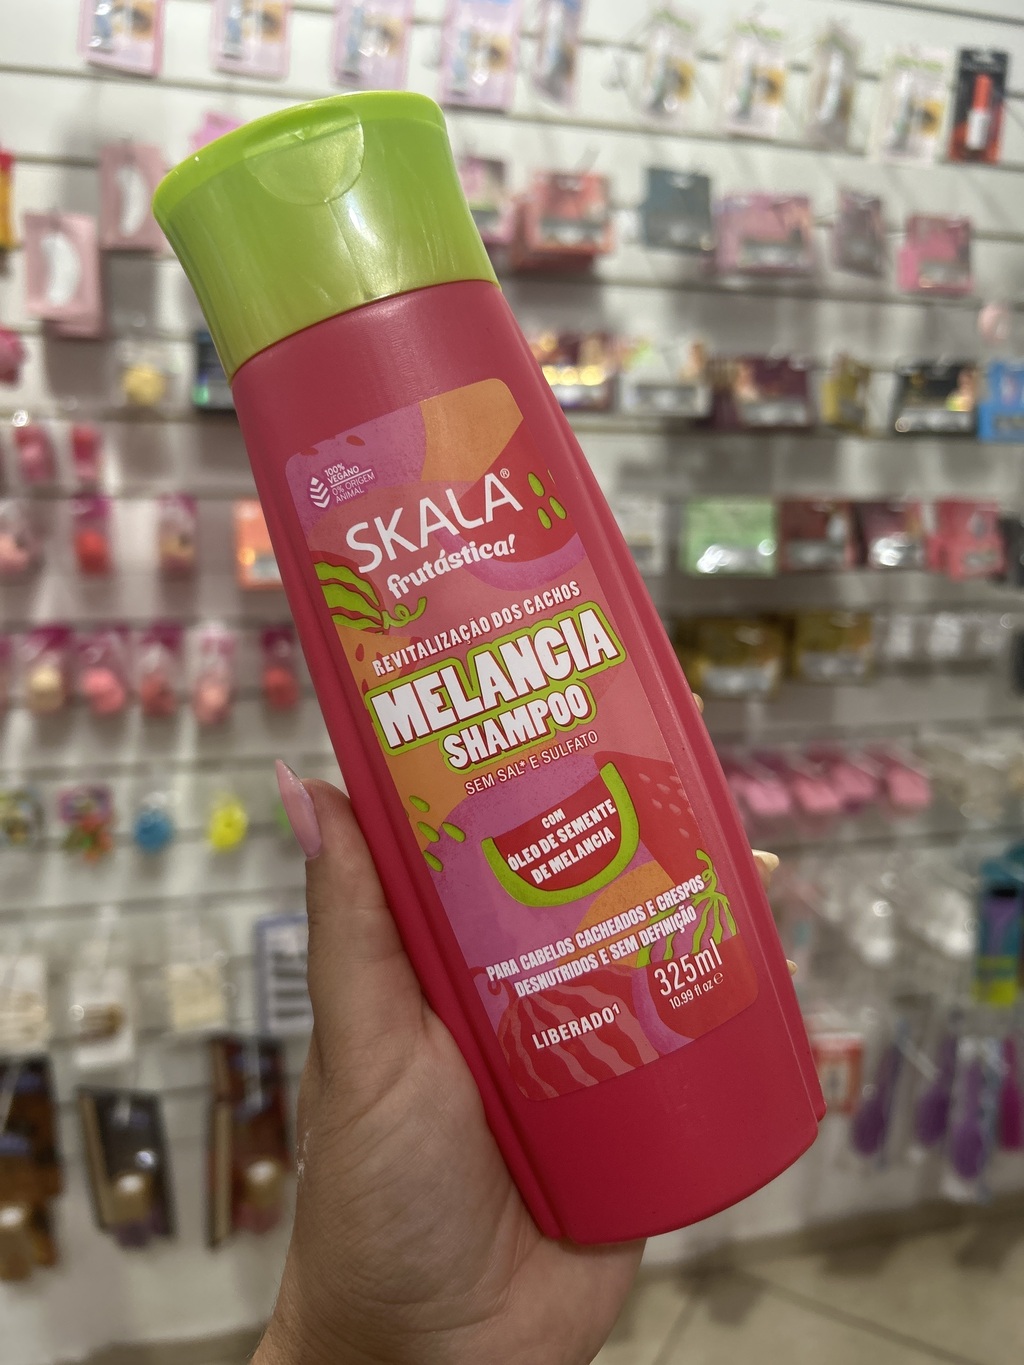 100%
VEGANO
0% ORIGEM
ANIMAL
SKALA®
frutástica!
REVITALIZAÇÃO DOS CACHOS
MELANCIA
SHAMPOO
SEM SAL* E SULFATO
COM
ÓLEO DE SEMENTE
DE MELANCIA
PARA CABELOS CACHEADOS E CRESPOS
DESNUTRIDOS E SEM DEFINIÇÃO
325ml
10.99 fl oz ℮
LIBERADO¹